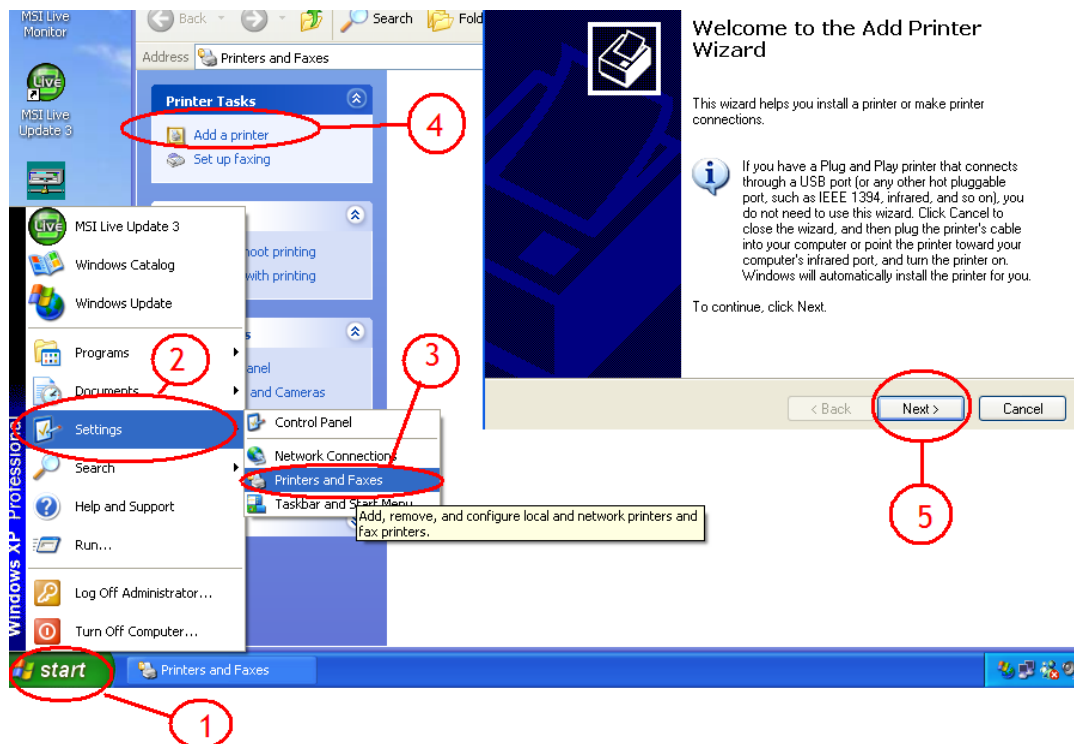 MSI Live
Monitor
MSI Live
Update 3
Back
Search
Fold
Address
Printers and Faxes
Printer Tasks
Add a printer
Set up faxing
4
hoot printing
with printing
s
anel
and Cameras
MSI Live Update 3
Windows Catalog
Windows Update
Programs
Documents
Settings
Search
Help and Support
Run...
Log Off Administrator...
Turn Off Computer...
Windows XP Professional
2
3
Control Panel
Network Connections
Printers and Faxes
Taskbar and Start Menu
Add, remove, and configure local and network printers and
fax printers.
start
Printers and Faxes
1
Welcome to the Add Printer
Wizard
This wizard helps you install a printer or make printer
connections.
If you have a Plug and Play printer that connects
through a USB port (or any other hot pluggable
port, such as IEEE 1394, infrared, and so on), you
do not need to use this wizard. Click Cancel to
close the wizard, and then plug the printer's cable
into your computer or point the printer toward your
computer's infrared port, and turn the printer on.
Windows will automatically install the printer for you.
To continue, click Next.
< Back
Next >
Cancel
5